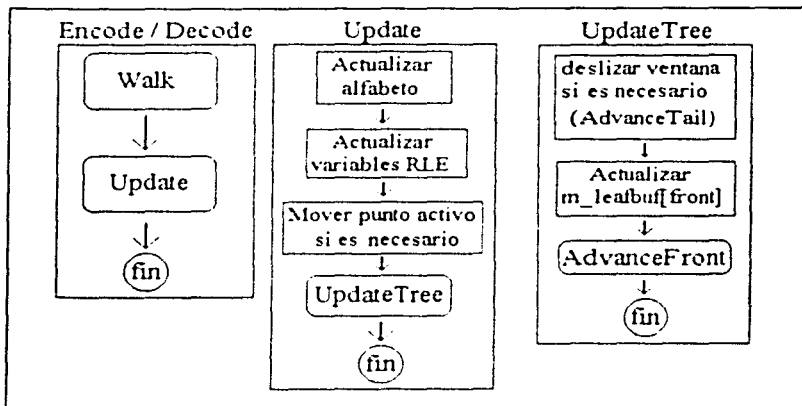 Encode / Decode
Walk
Update
fin
Update
Actualizar
alfabeto
Actualizar
variables RLE
Mover punto activo
si es necesario
UpdateTree
fin
UpdateTree
deslizar ventana
si es necesario
(AdvanceTail)
Actualizar
m_leafbuf[front]
AdvanceFront
fin